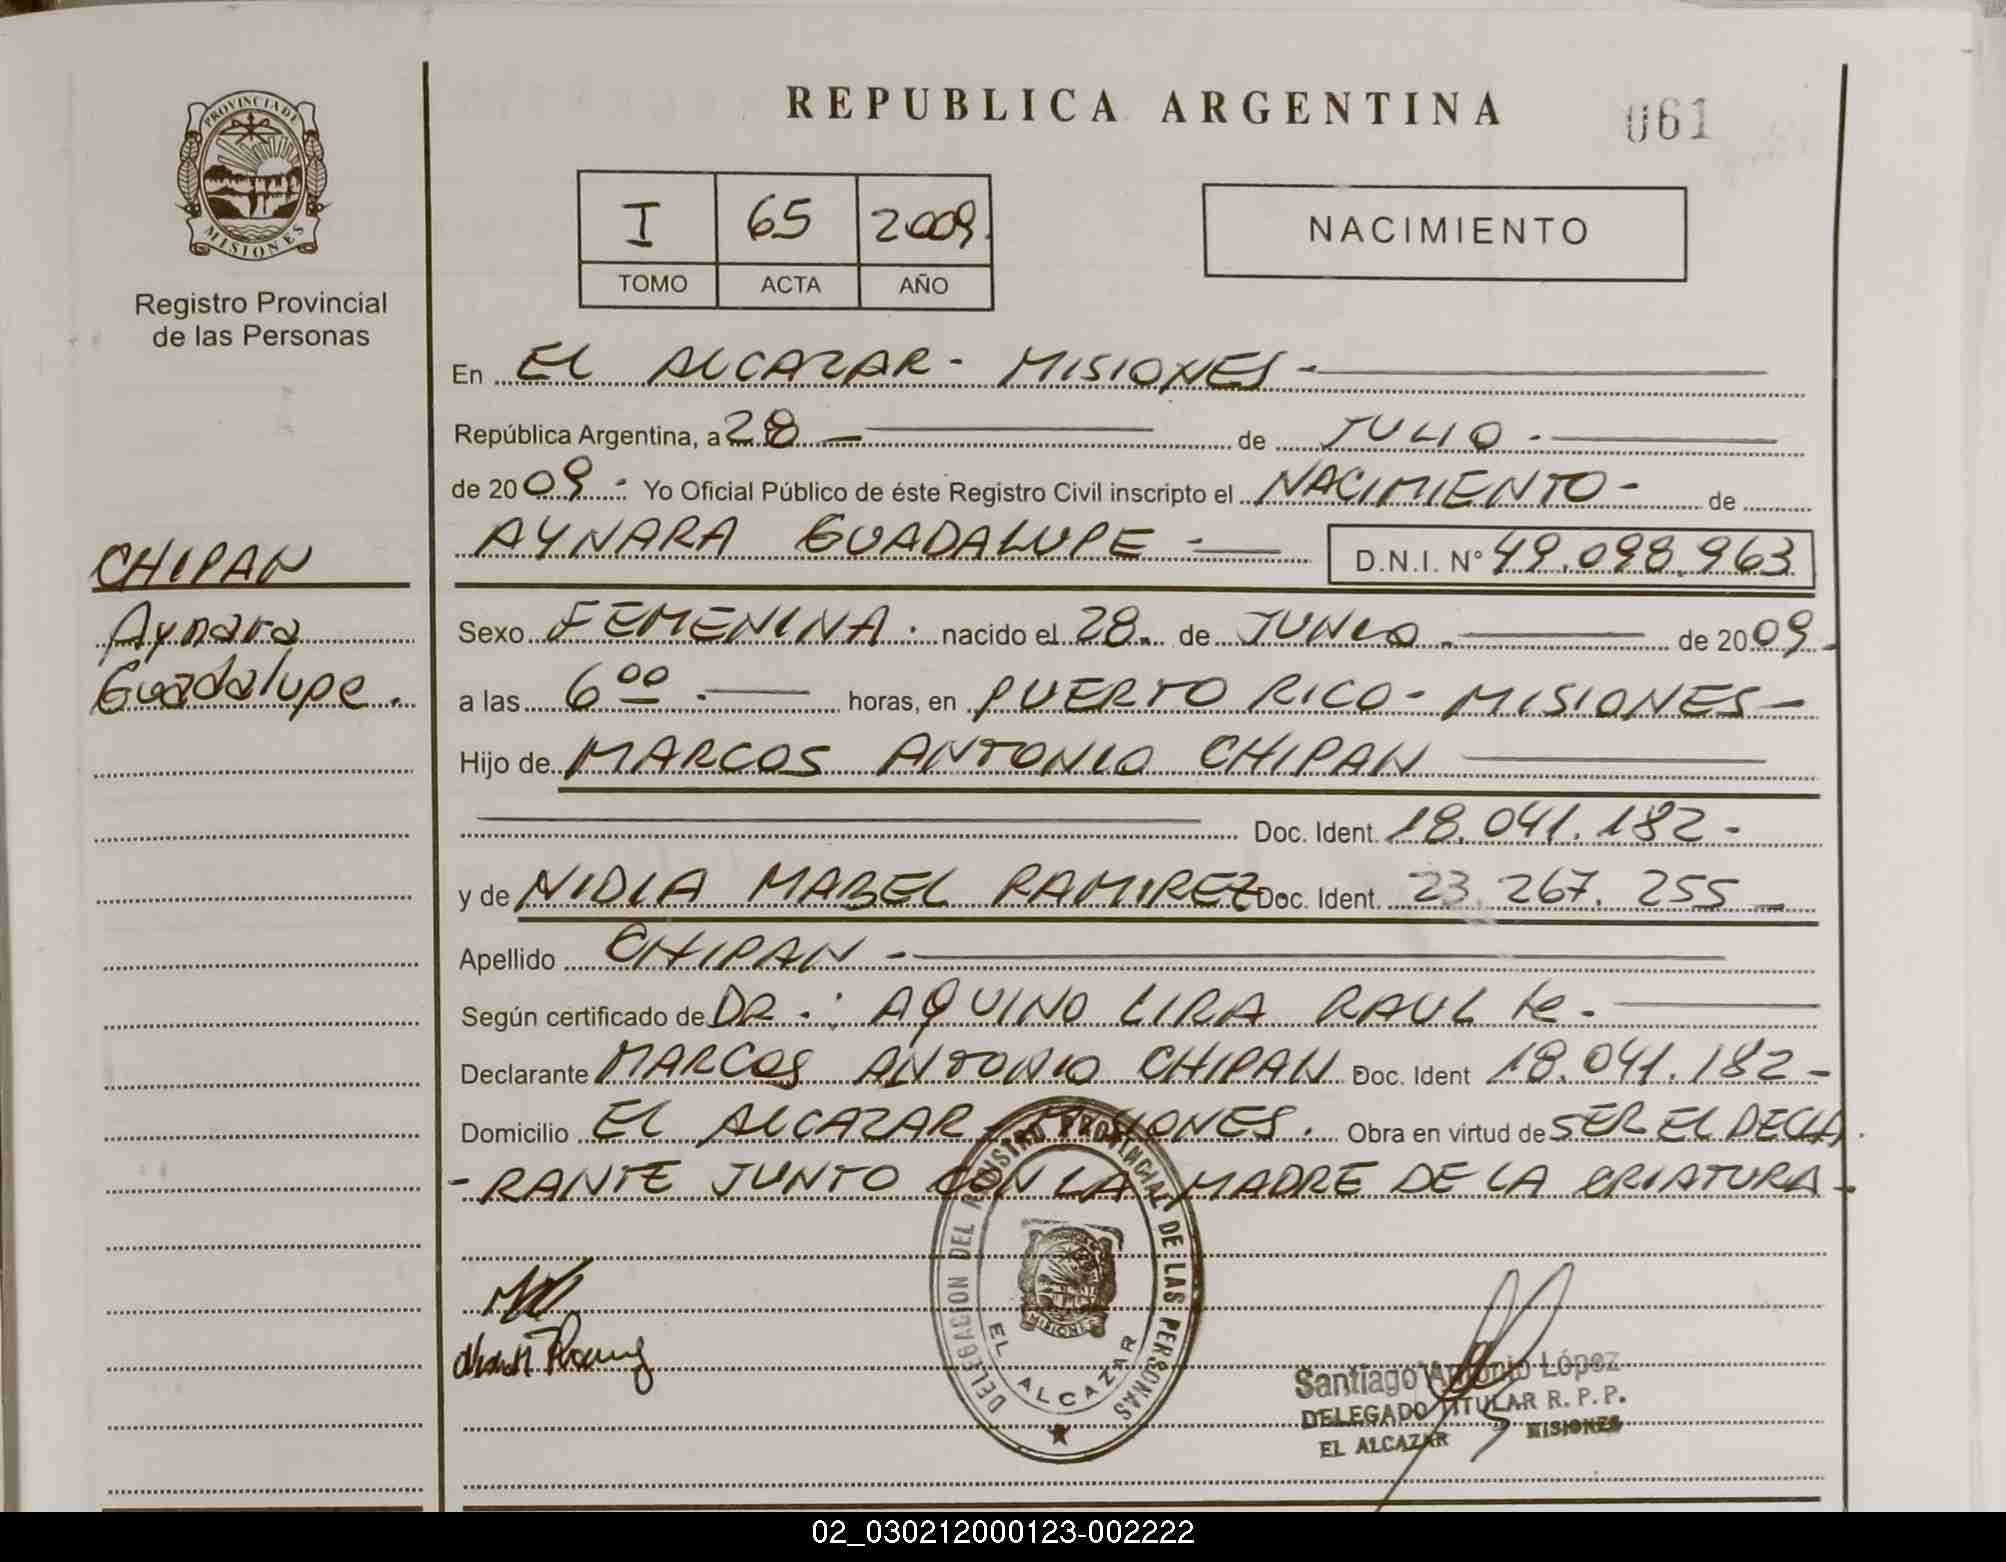 REPUBLICA ARGENTINA
061
PROVINCIA DE
MISIONES
Registro Provincial
de las Personas
I 65 2009.
TOMO ACTA AÑO
NACIMIENTO
En EL ALCAZAR - MISIONES -
República Argentina, a 28 - de JULIO -
de 2009 - Yo Oficial Público de éste Registro Civil inscripto el NACIMIENTO - de
AYNARA GUADALUPE - D.N.I. N° 49.098.963
CHIPAN
Aynara
Guadalupe.
Sexo FEMENINA. nacido el 28. de JUNIO - de 2009.
a las 6 00 - horas, en PUERTO RICO - MISIONES -
Hijo de MARCOS ANTONIO CHIPAN
Doc. Ident. 18.041.182 -
y de NIDIA MABEL RAMIREZ Doc. Ident. 23.267.255 -
Apellido CHIPAN -
Según certificado de DR.: AQUINO LIRA RAUL te. -
Declarante MARCOS ANTONIO CHIPAN Doc. Ident 18.041.182 -
Domicilio EL ALCAZAR - MISIONES. Obra en virtud de SER EL DECLA
- RANTE JUNTO CON LA MADRE DE LA CRIATURA -
DELEGACION DEL REGISTRO PROVINCIAL DE LAS PERSONAS
MISIONES
EL ALCAZAR
Santiago Antonio López
DELEGADO TITULAR R. P. P.
EL ALCAZAR MISIONES
02_030212000123-002222